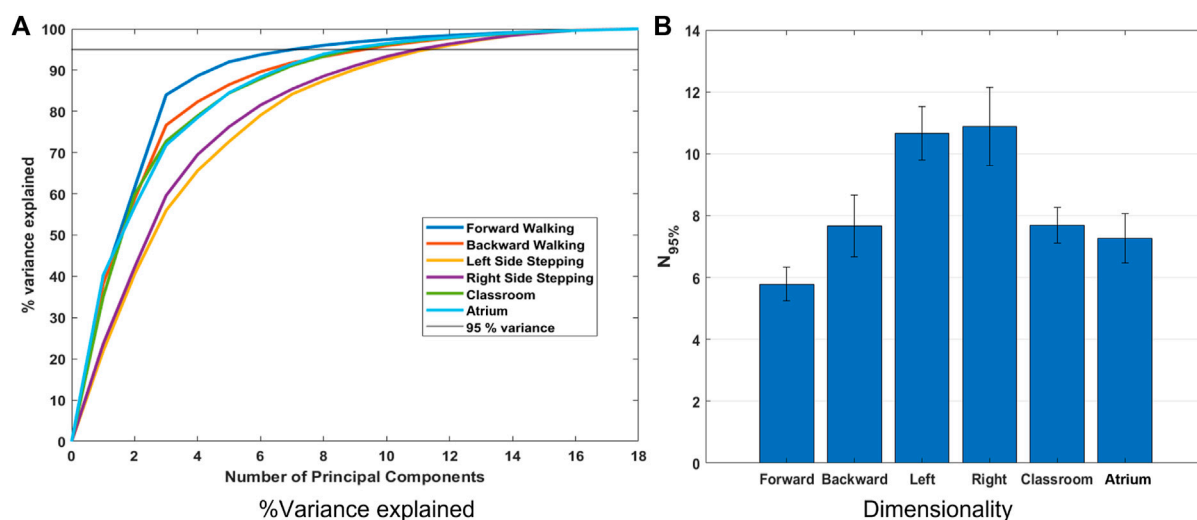 A
100
90
80
70
60
50
40
30
20
10
0
% variance explained
Forward Walking
Backward Walking
Left Side Stepping
Right Side Stepping
Classroom
Atrium
95 % variance
0 2 4 6 8 10 12 14 16 18
Number of Principal Components
%Variance explained
B
14
12
10
8
6
4
2
0
N95%
Forward Backward Left Right Classroom Atrium
Dimensionality